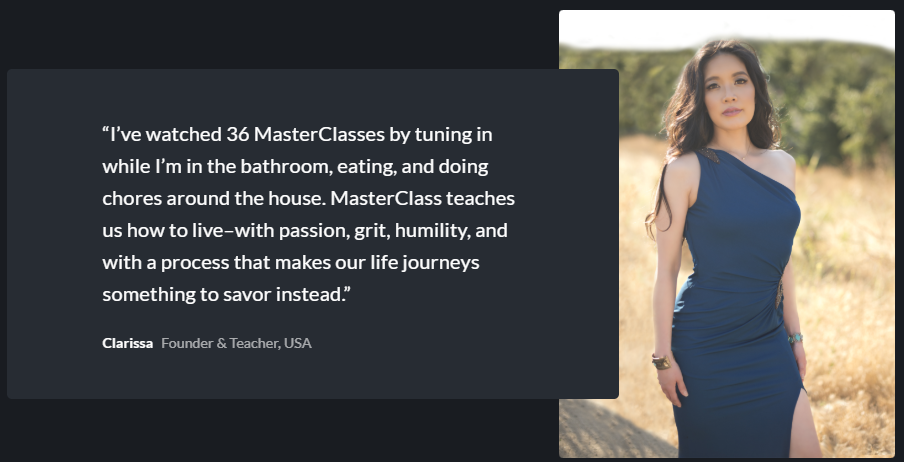 “I’ve watched 36 MasterClasses by tuning in
while I’m in the bathroom, eating, and doing
chores around the house. MasterClass teaches
us how to live–with passion, grit, humility, and
with a process that makes our life journeys
something to savor instead.”
Clarissa Founder & Teacher, USA